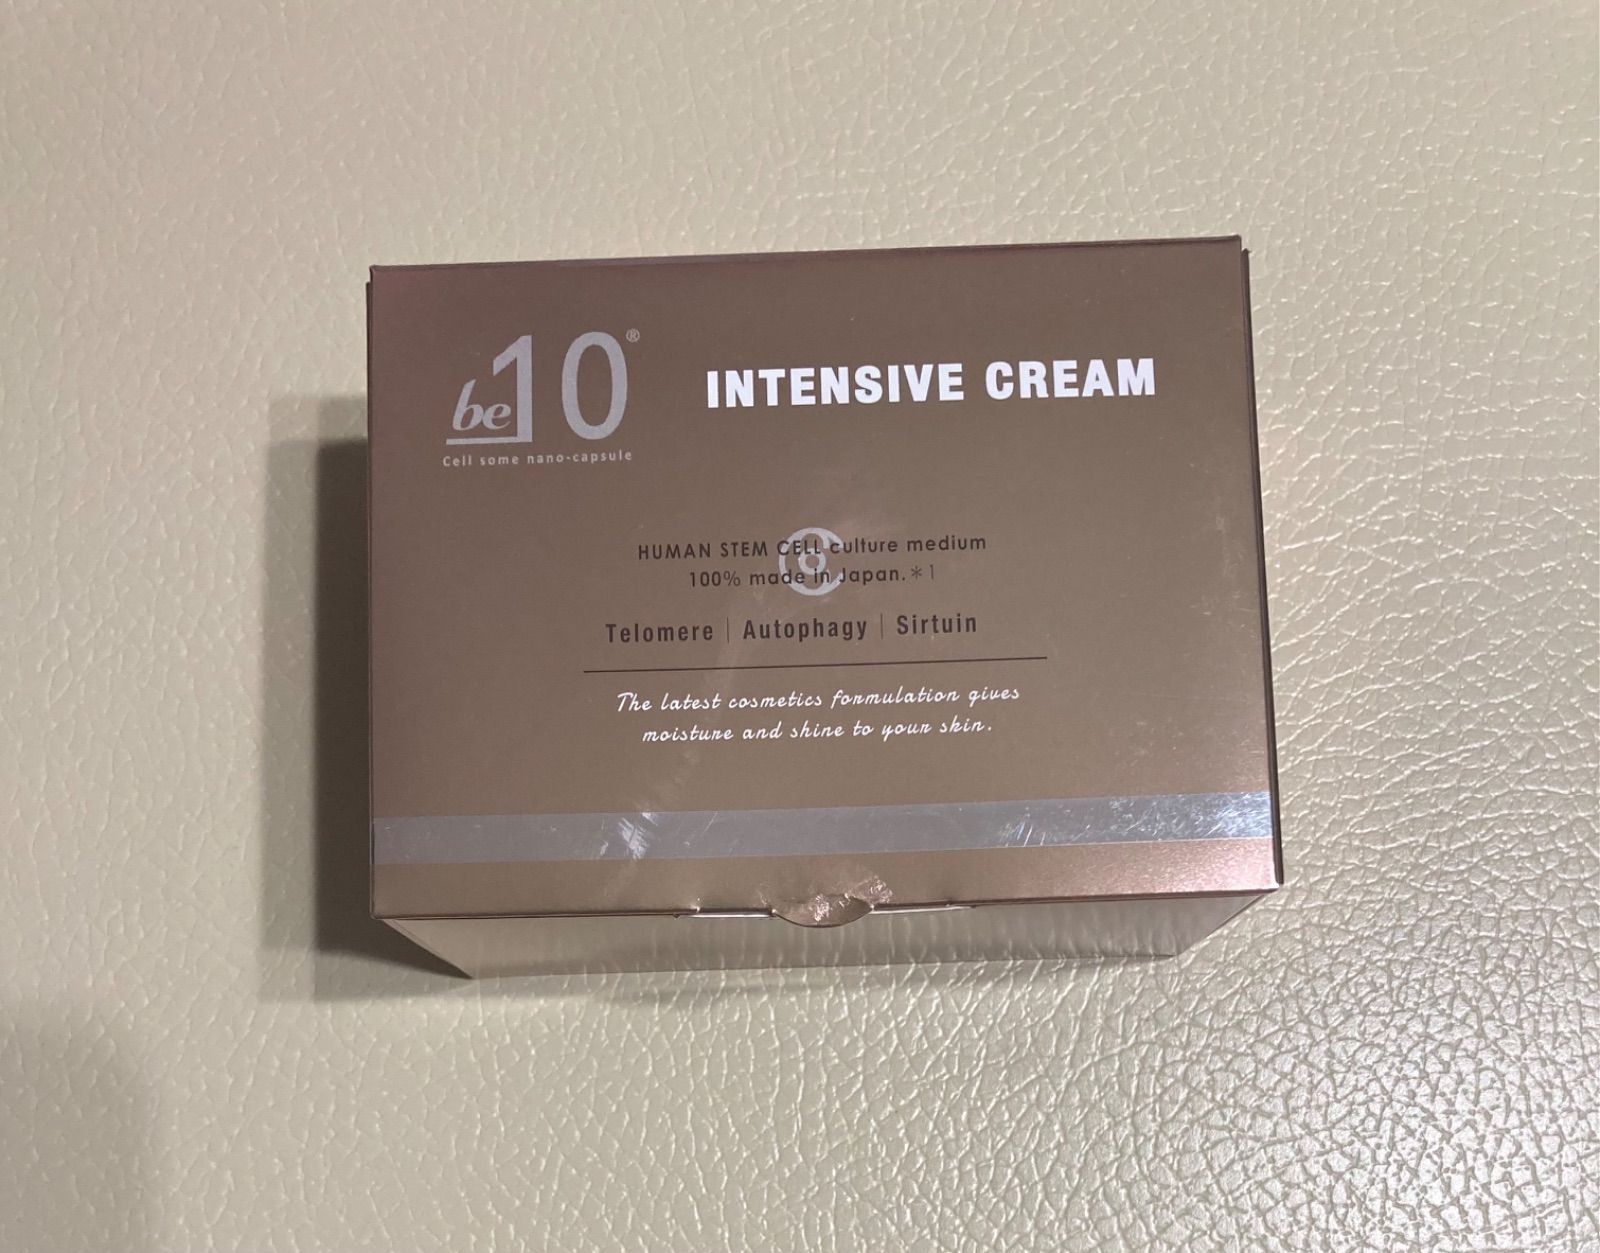 be10®
INTENSIVE CREAM
Cell some nano-capsule
HUMAN STEM CELL culture medium
100% made in Japan.*1
Telomere | Autophagy | Sirtuin
The latest cosmetics formulation gives
moisture and shine to your skin.